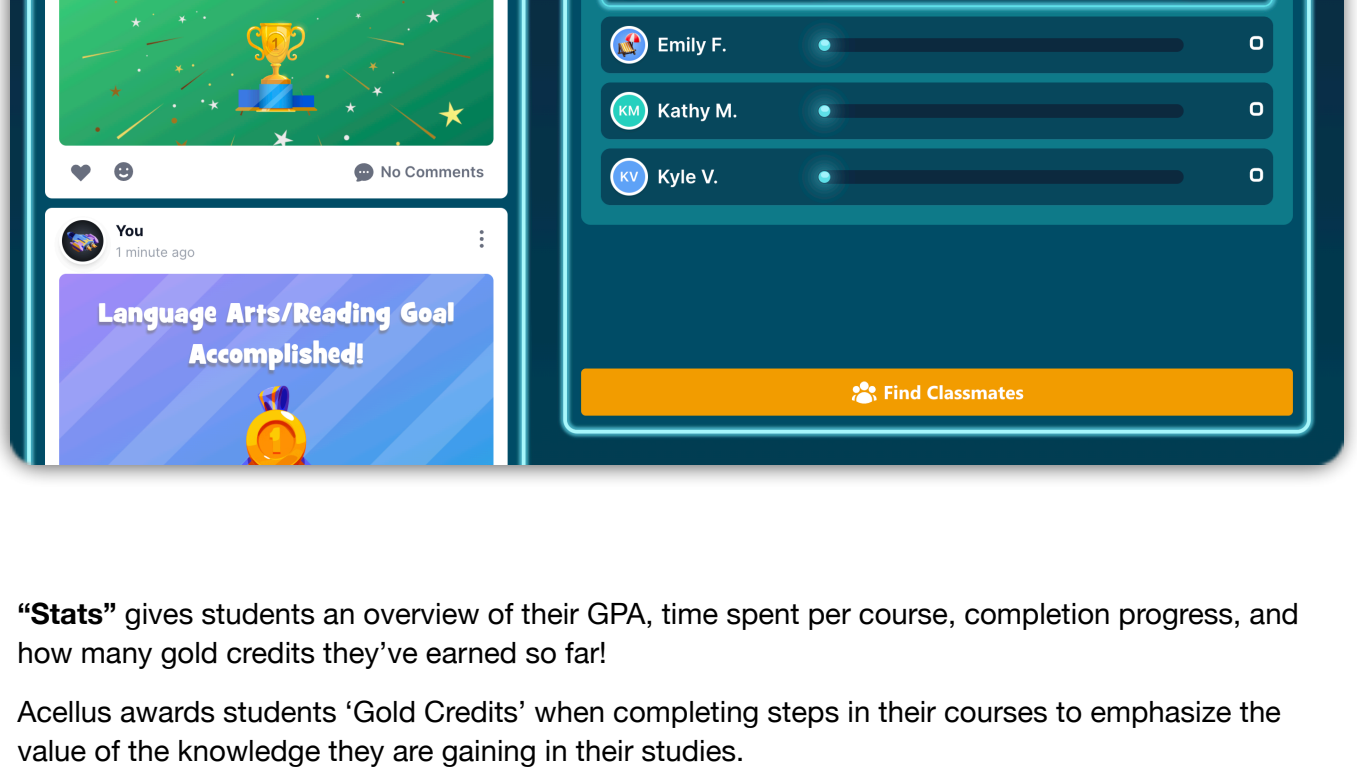 1
No Comments
You
1 minute ago
Language Arts/Reading Goal
Accomplished!
1
Emily F.
0
KM
Kathy M.
0
KV
Kyle V.
0
Find Classmates
“Stats” gives students an overview of their GPA, time spent per course, completion progress, and
how many gold credits they’ve earned so far!
Acellus awards students ‘Gold Credits’ when completing steps in their courses to emphasize the
value of the knowledge they are gaining in their studies.